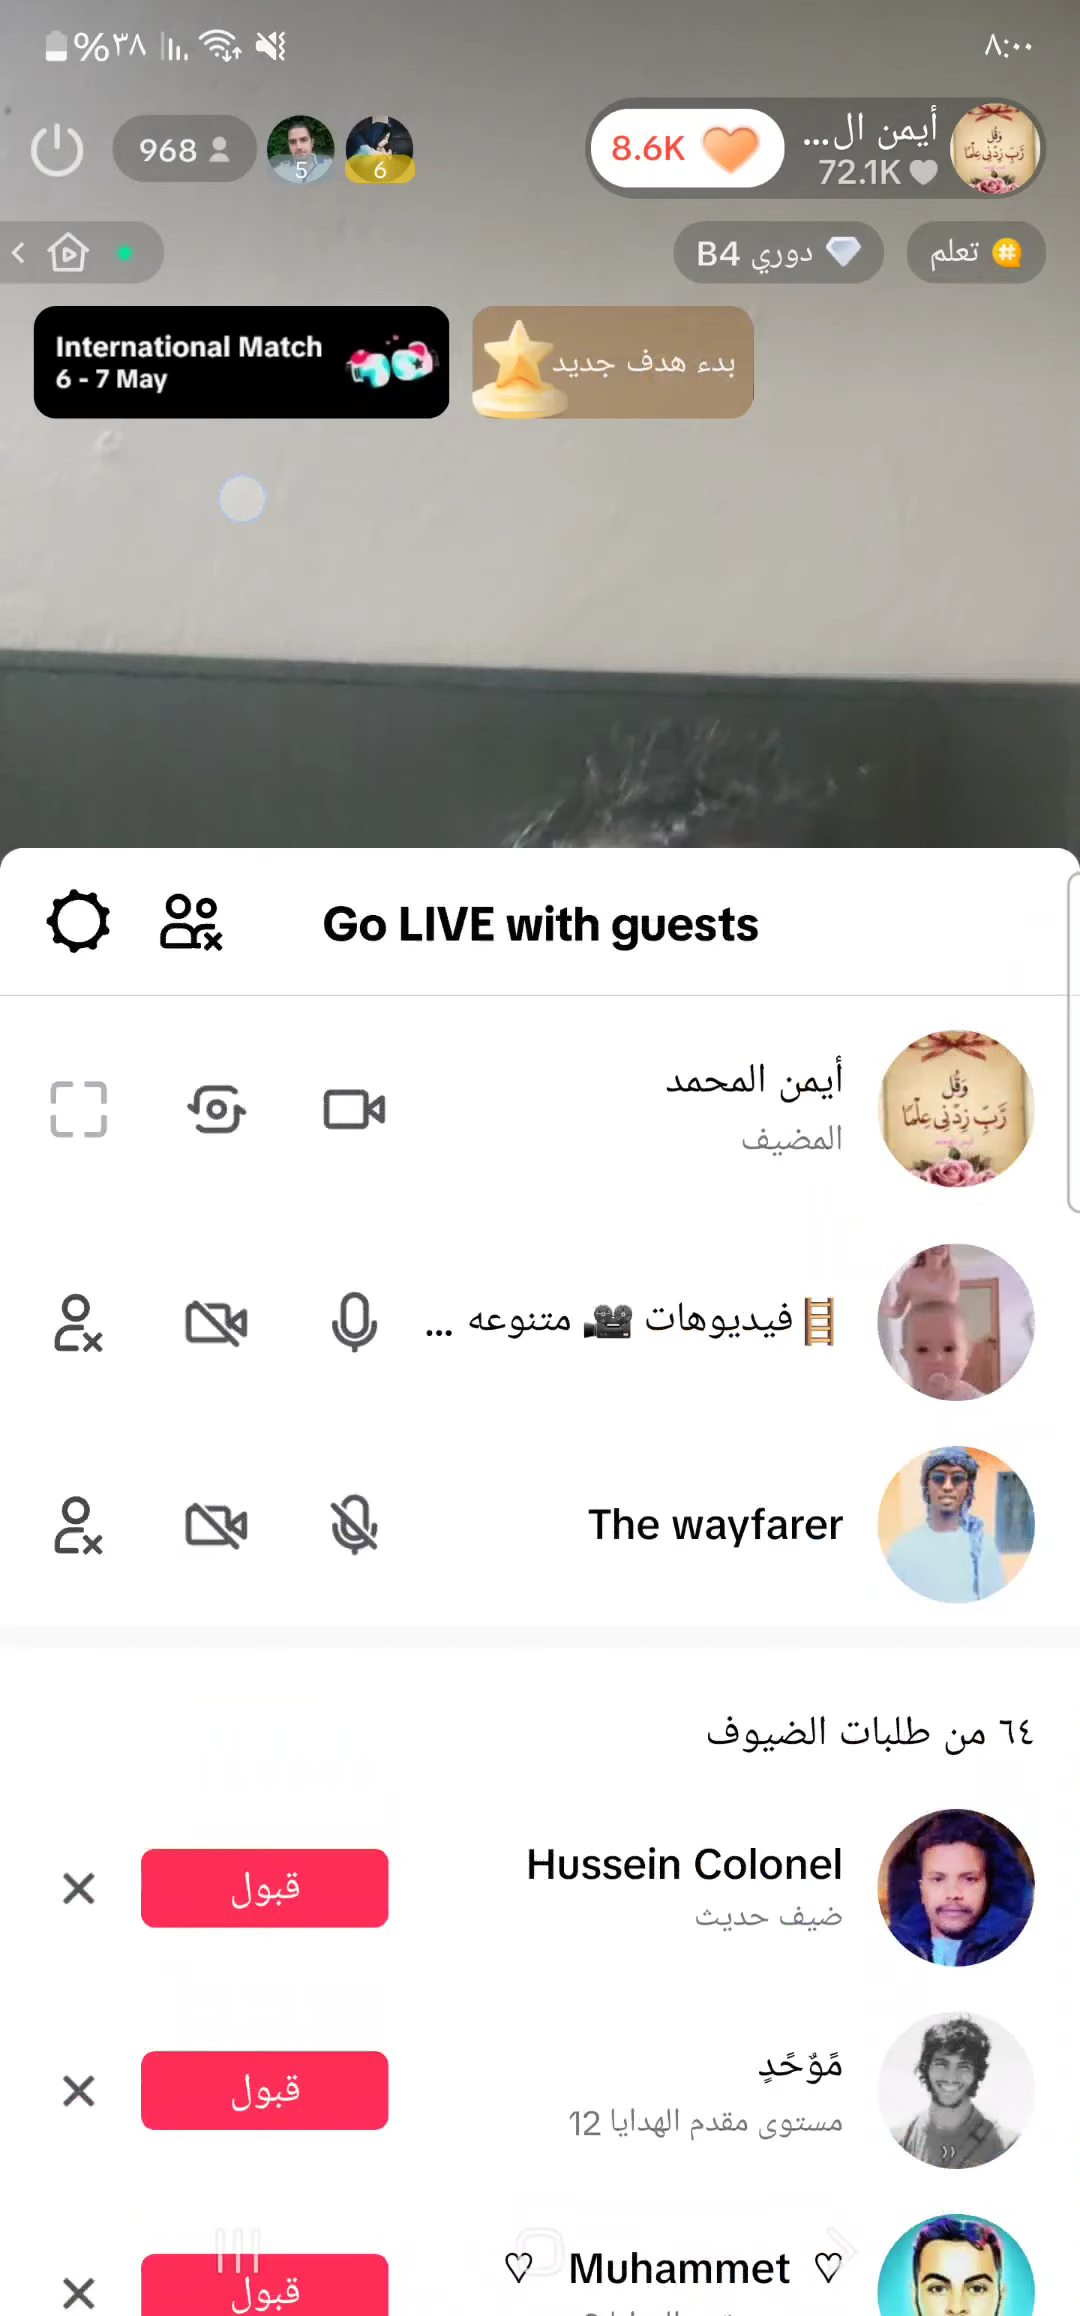 ٨:٠٠
%٣٨
أيمن ال...
72.1K
8.6K
6
5
968
تعلم
دوري B4
بدء هدف جديد
International Match
6 - 7 May
وَقُل
رَّبِّ زِدْنِي عِلْمًا
Go LIVE with guests
أيمن المحمد
المضيف
وَقُل
رَّبِّ زِدْنِي عِلْمًا
🪜فيديوهات 🎥 متنوعه ...
The wayfarer
٦٤ من طلبات الضيوف
Hussein Colonel
ضيف حديث
قبول
مًوٌحًدٍ
مستوى مقدم الهدايا 12
قبول
♡ Muhammet ♡
قبول